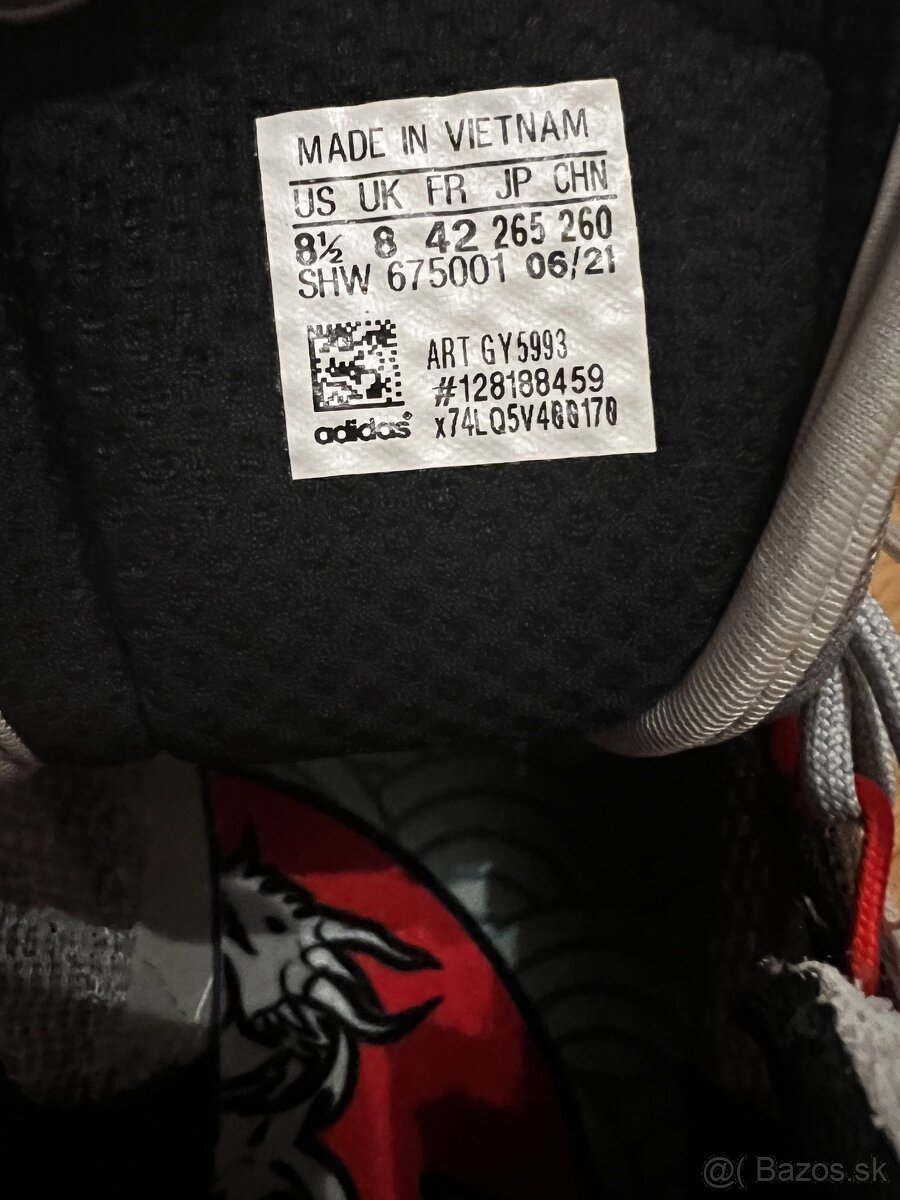 MADE IN VIETNAM
US UK FR JP CHN
8½ 8 42 265 260
SHW 675001 06/21
ART GY5993
#128188459
adidas® x74LQ5V400170
@( Bazos.sk